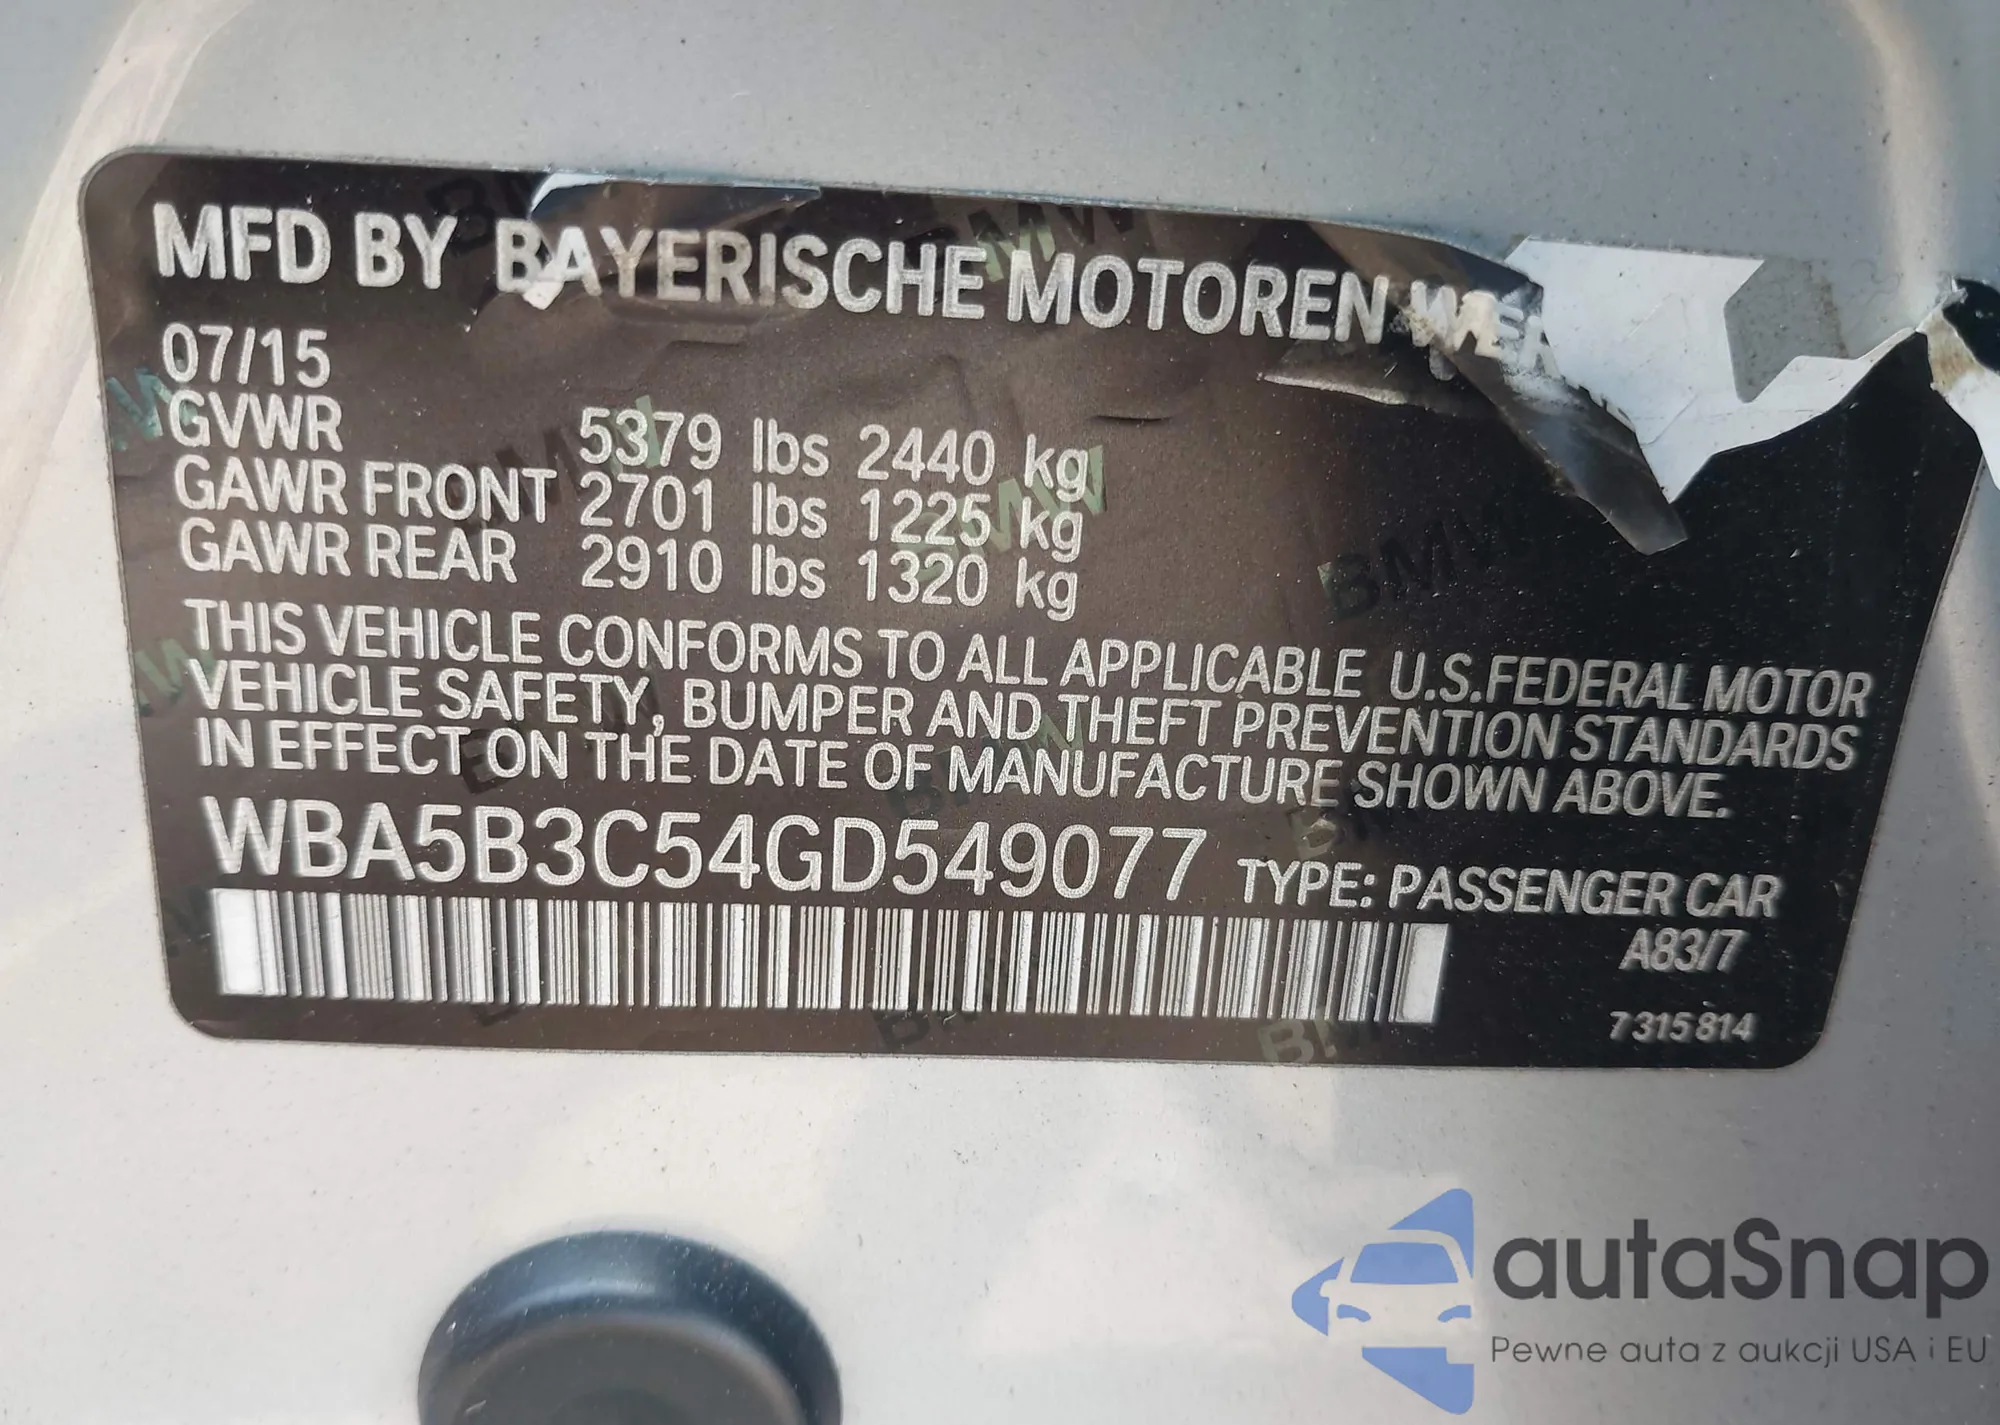 MFD BY BAYERISCHE MOTOREN
07/15
GVWR 5379 lbs 2440 kg
GAWR FRONT 2701 lbs 1225 kg
GAWR REAR 2910 lbs 1320 kg
THIS VEHICLE CONFORMS TO ALL APPLICABLE U.S.FEDERAL MOTOR
VEHICLE SAFETY, BUMPER AND THEFT PREVENTION STANDARDS
IN EFFECT ON THE DATE OF MANUFACTURE SHOWN ABOVE.
WBA5B3C54GD549077 TYPE: PASSENGER CAR
A83/7
7 315 814
autaSnap
Pewne auta z aukcji USA i EU